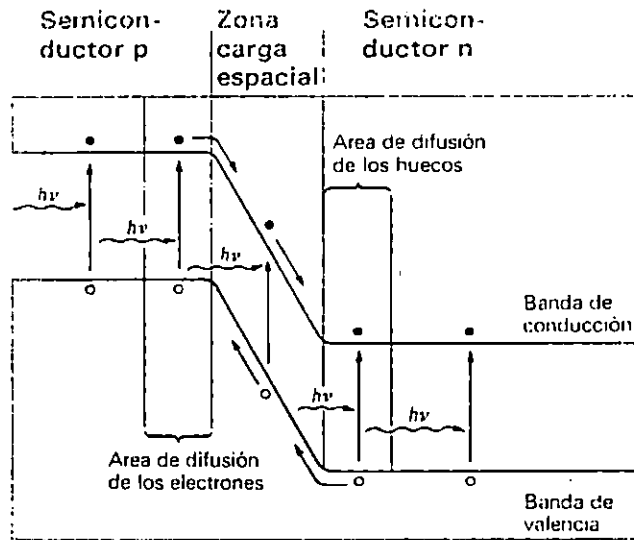 Semicon-
ductor p
Zona
carga
espacial
Semicon-
ductor n
Area de difusión
de los huecos
hν
hν
hν
Banda de
conducción
hν
hν
Area de difusión
de los electrones
Banda de
valencia